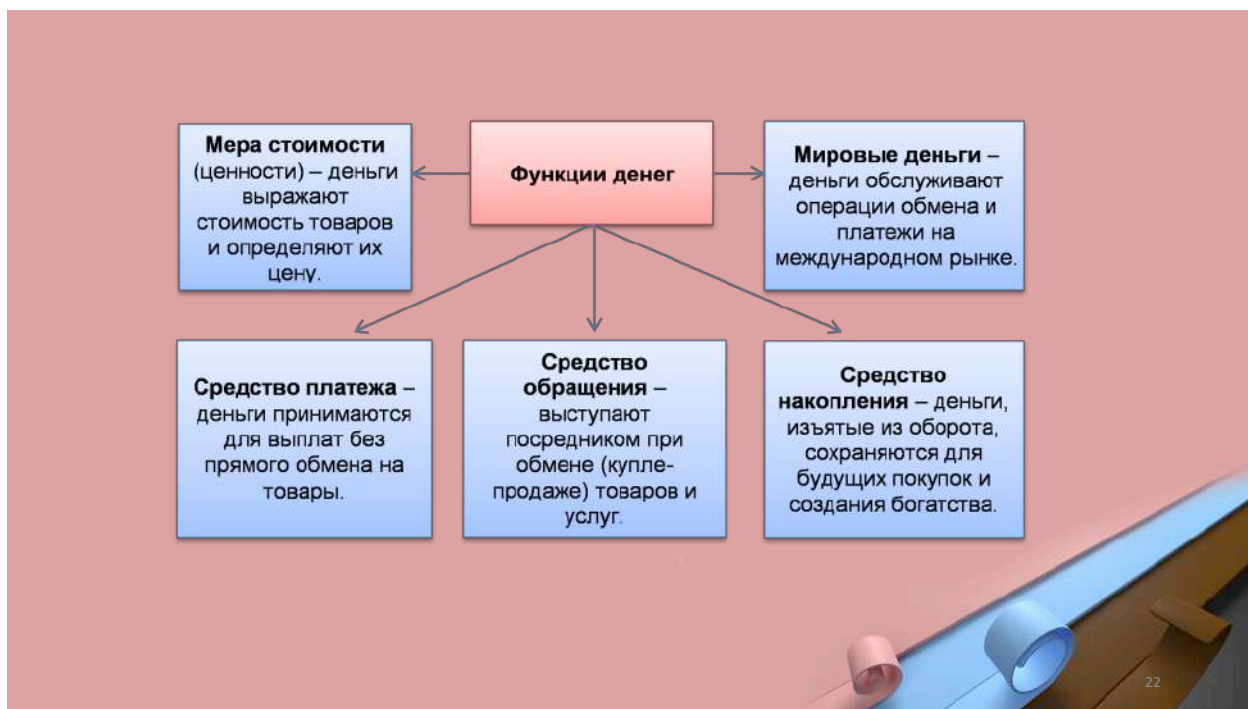 Мера стоимости
(ценности) – деньги
выражают
стоимость товаров
и определяют их
цену.
Функции денег
Мировые деньги –
деньги обслуживают
операции обмена и
платежи на
международном рынке.
Средство платежа –
деньги принимаются
для выплат без
прямого обмена на
товары.
Средство
обращения –
выступают
посредником при
обмене (купле-
продаже) товаров и
услуг.
Средство
накопления – деньги,
изъятые из оборота,
сохраняются для
будущих покупок и
создания богатства.
22